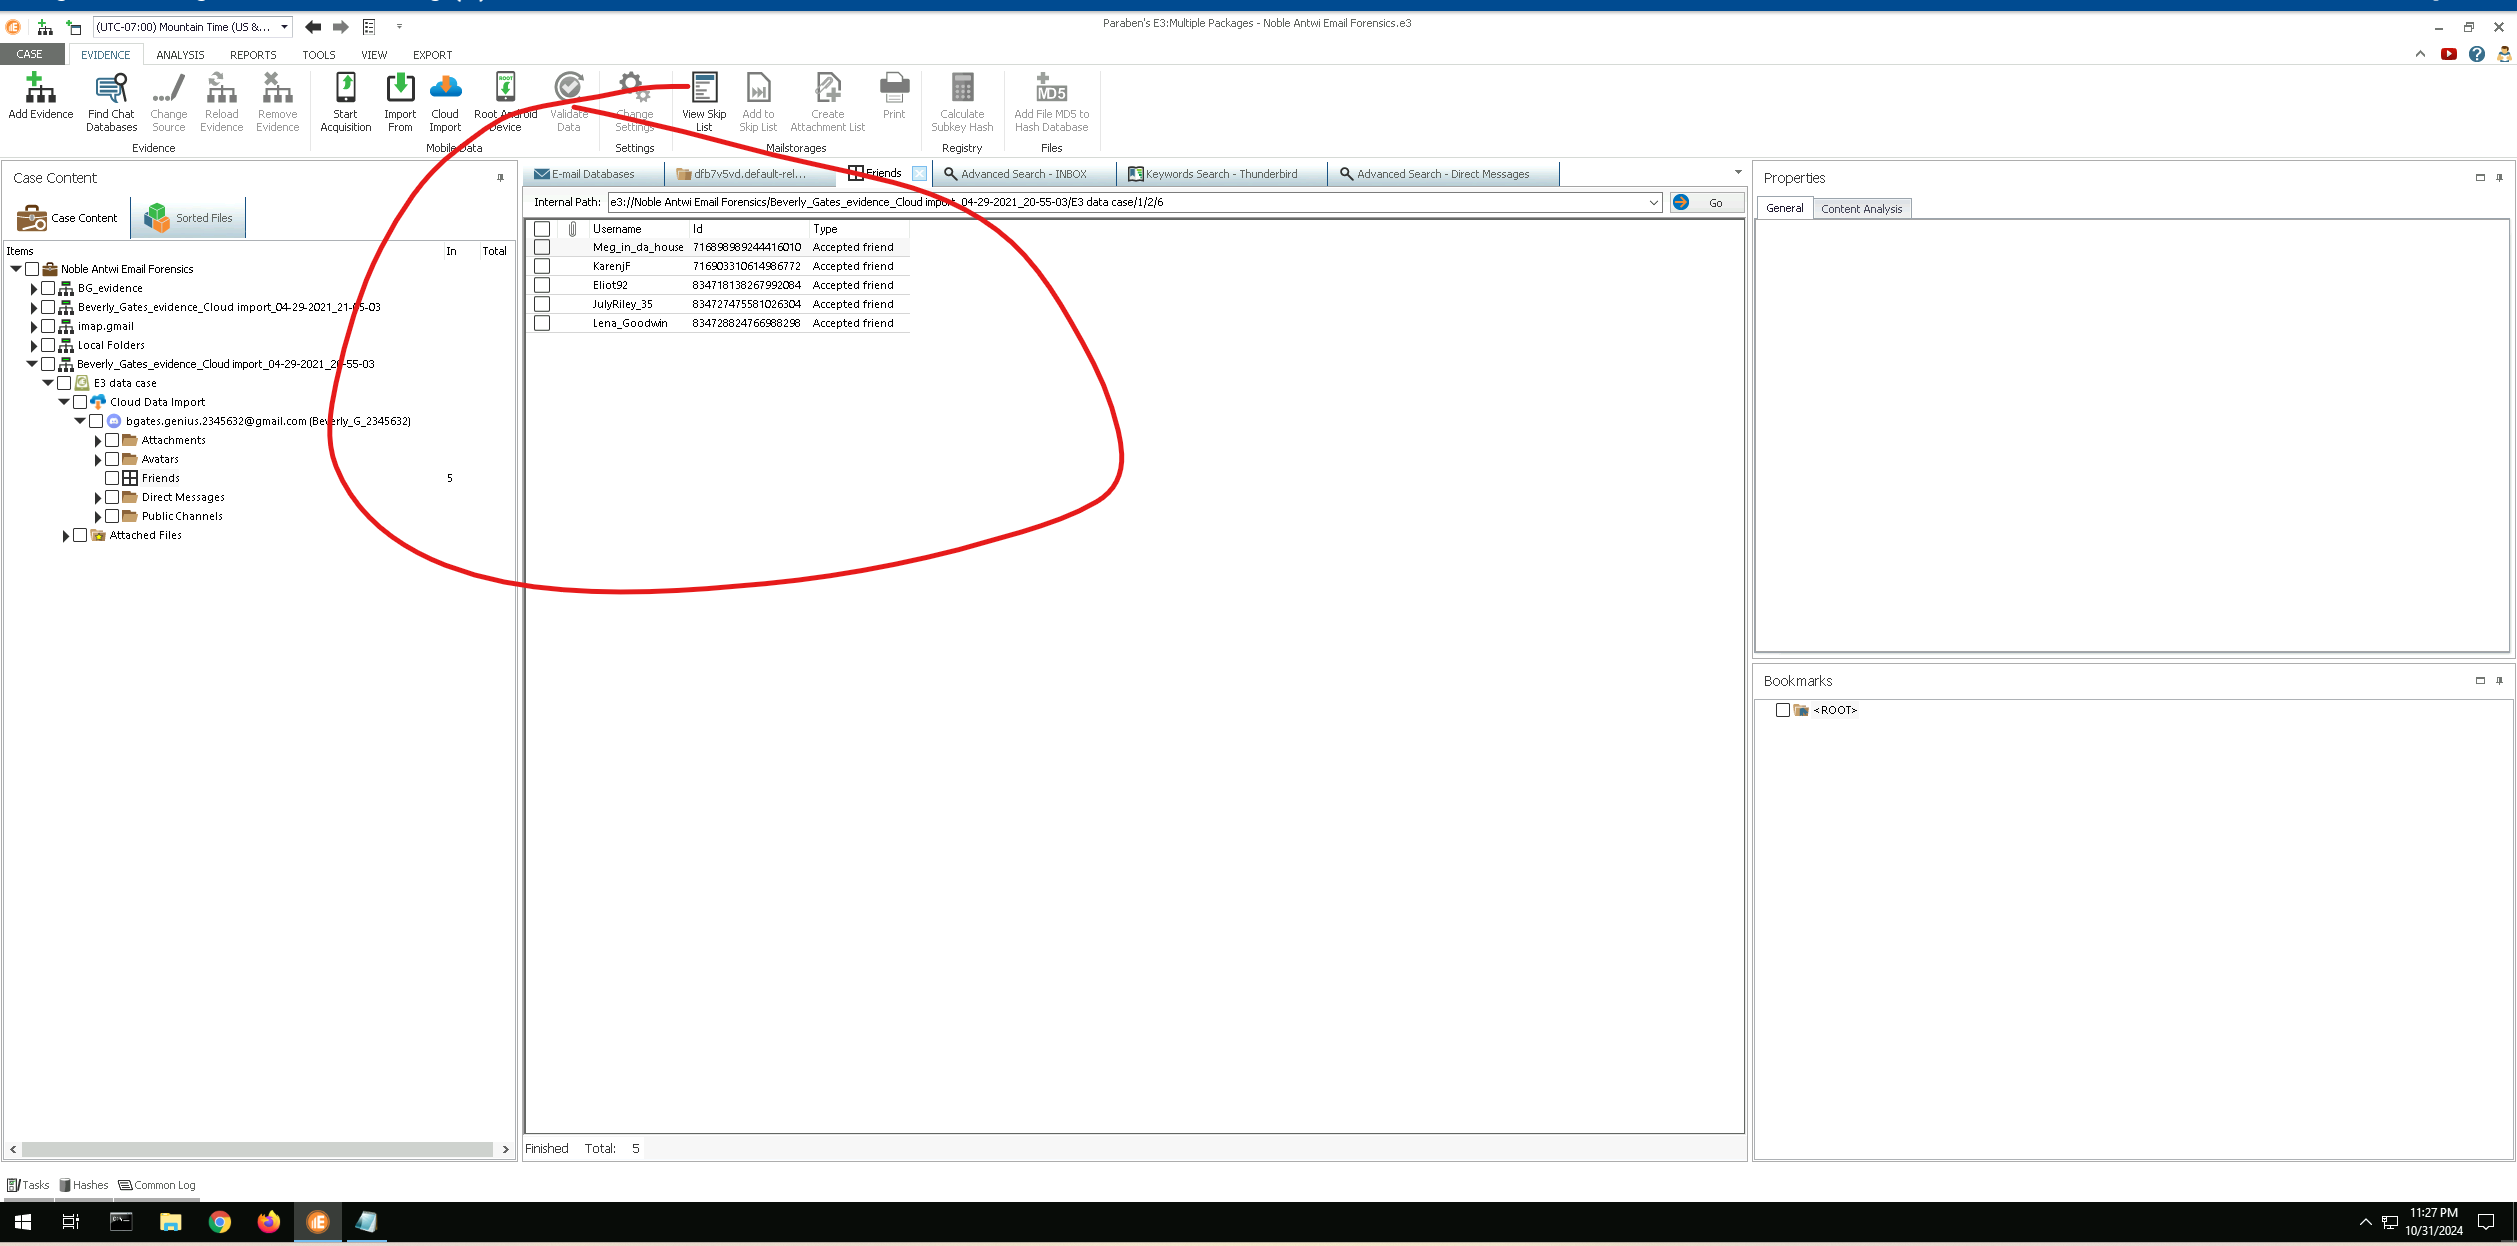 (UTC-07:00) Mountain Time (US &...
Paraben's E3:Multiple Packages - Noble Antwi Email Forensics.e3
CASE EVIDENCE ANALYSIS REPORTS TOOLS VIEW EXPORT
Add Evidence
Find Chat Databases
Change Source
Reload Evidence
Remove Evidence
Evidence
Start Acquisition
Import From
Cloud Import
Root Android Device
Validate Data
Mobile Data
Change Settings
Settings
View Skip List
Add to Skip List
Create Attachment List
Print
Mailstorages
Calculate Subkey Hash
Registry
MD5
Add File MD5 to Hash Database
Files
Case Content
Case Content Sorted Files
Items In Total
Noble Antwi Email Forensics
BG_evidence
Beverly_Gates_evidence_Cloud import_04-29-2021_21-05-03
imap.gmail
Local Folders
Beverly_Gates_evidence_Cloud import_04-29-2021_20-55-03
E3 data case
Cloud Data Import
bgates.genius.2345632@gmail.com (Beverly_G_2345632)
Attachments
Avatars
Friends 5
Direct Messages
Public Channels
Attached Files
E-mail Databases dfb7v5vd.default-rel... Friends Advanced Search - INBOX Keywords Search - Thunderbird Advanced Search - Direct Messages
Internal Path: e3://Noble Antwi Email Forensics/Beverly_Gates_evidence_Cloud import_04-29-2021_20-55-03/E3 data case/1/2/6 Go
Username Id Type
Meg_in_da_house 716898989244416010 Accepted friend
KarenjF 716903310614986772 Accepted friend
Eliot92 834718138267992084 Accepted friend
JulyRiley_35 834727475581026304 Accepted friend
Lena_Goodwin 834728824766988298 Accepted friend
Finished Total: 5
Properties
General Content Analysis
Bookmarks
<ROOT>
Tasks Hashes Common Log
11:27 PM
10/31/2024